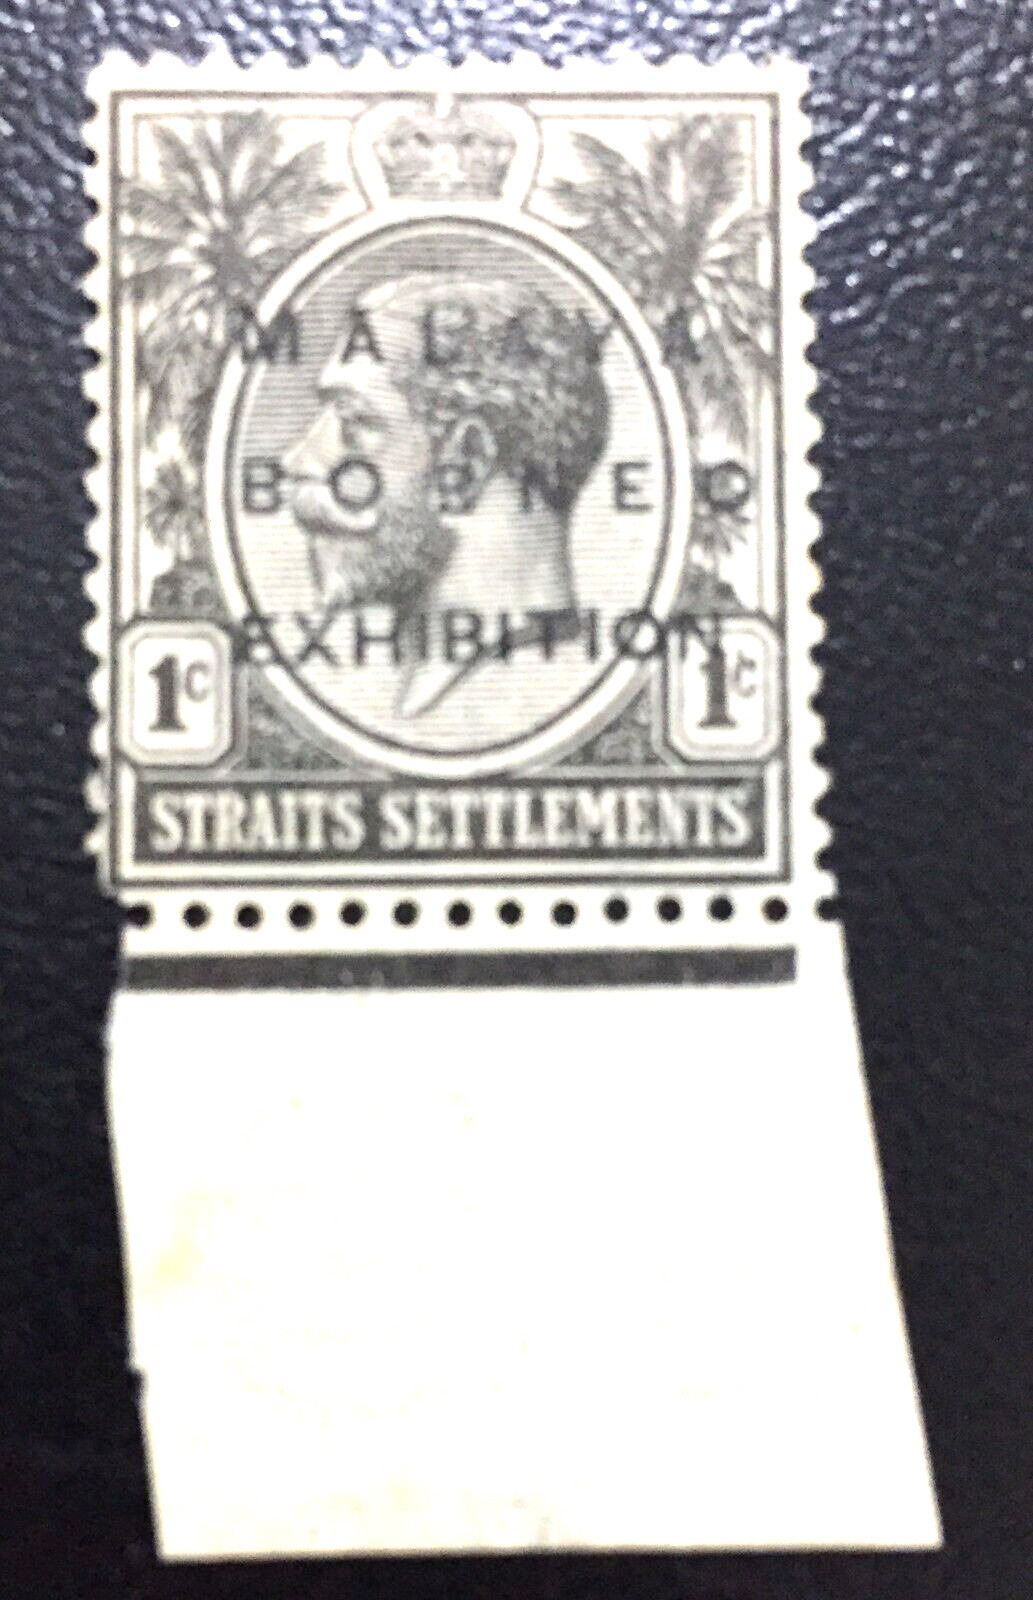 MALAYA
BORNEO
EXHIBITION
1c 1c
STRAITS SETTLEMENTS